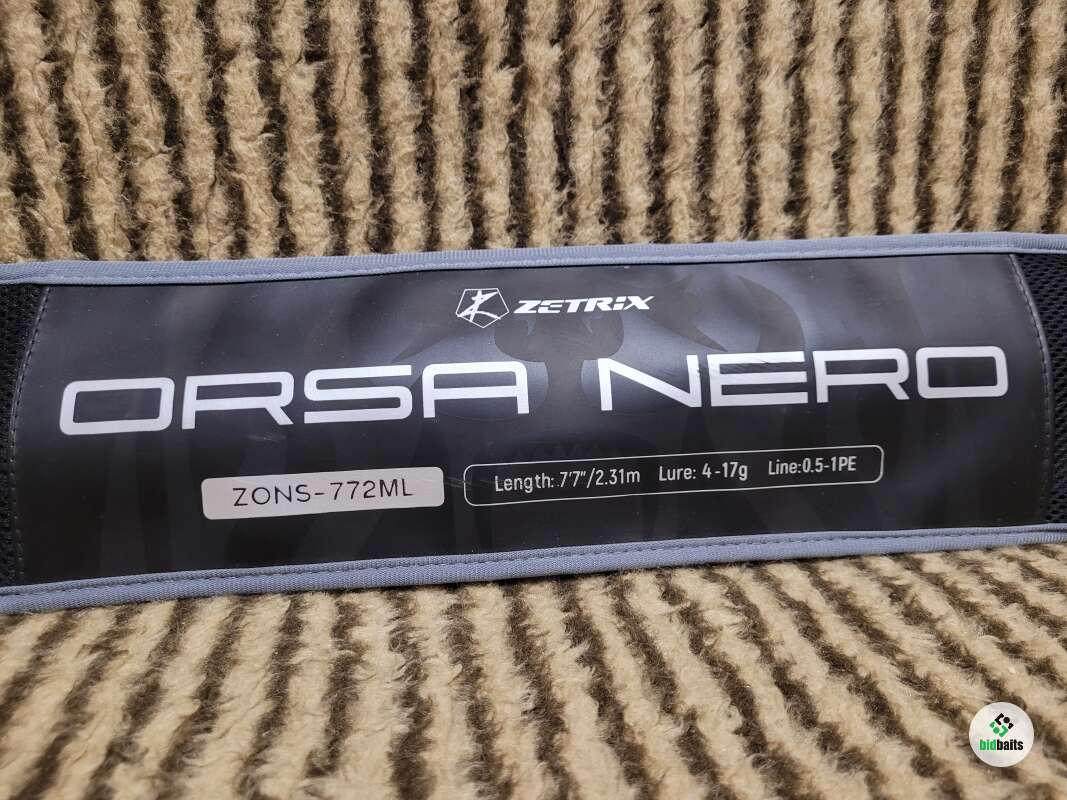 ZETRIX
ORSA NERO
ZONS-772ML
Length: 7'7"/2.31m Lure: 4-17g Line:0.5-1PE
bidbaits